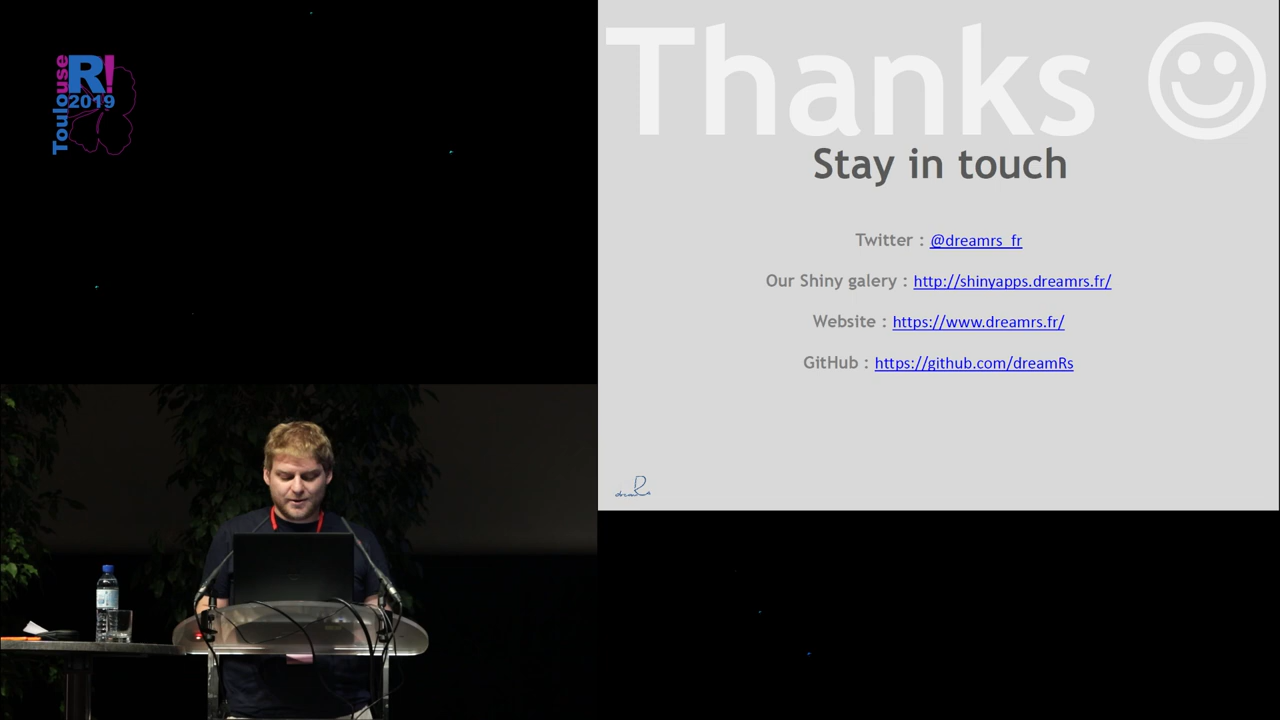 Toulouse
R!
2019
Thanks ☺
Stay in touch
Twitter : @dreamrs_fr
Our Shiny galery : http://shinyapps.dreamrs.fr/
Website : https://www.dreamrs.fr/
GitHub : https://github.com/dreamRs
dreamRs